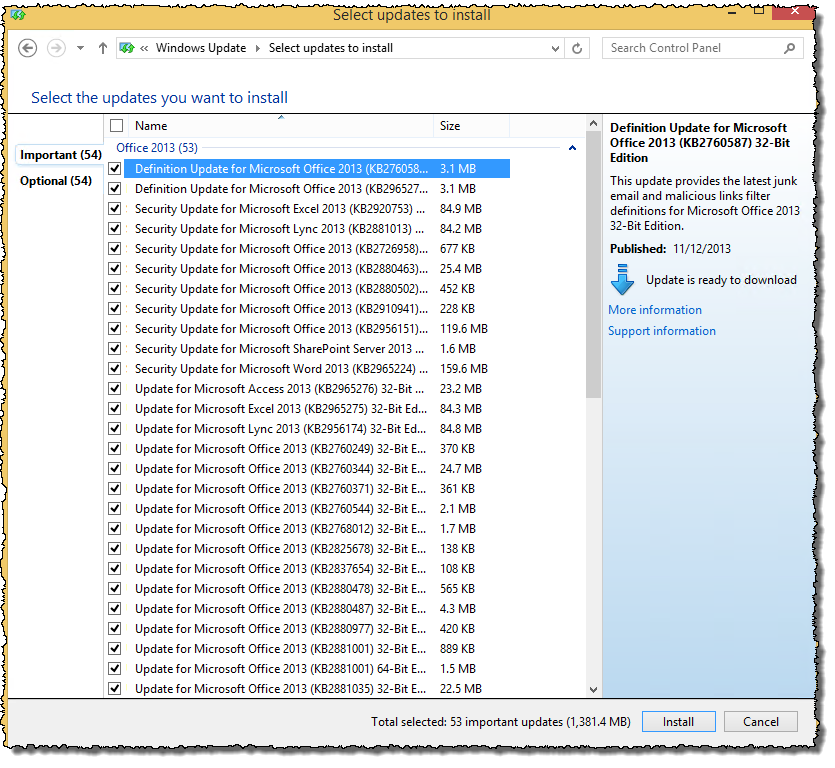 Select updates to install
« Windows Update Select updates to install
Search Control Panel
Select the updates you want to install
Important (54)
Optional (54)
Name Size
Office 2013 (53)
Definition Update for Microsoft Office 2013 (KB276058... 3.1 MB
Definition Update for Microsoft Office 2013 (KB296527... 3.1 MB
Security Update for Microsoft Excel 2013 (KB2920753) ... 84.9 MB
Security Update for Microsoft Lync 2013 (KB2881013) ... 84.2 MB
Security Update for Microsoft Office 2013 (KB2726958)... 677 KB
Security Update for Microsoft Office 2013 (KB2880463)... 25.4 MB
Security Update for Microsoft Office 2013 (KB2880502)... 452 KB
Security Update for Microsoft Office 2013 (KB2910941)... 228 KB
Security Update for Microsoft Office 2013 (KB2956151)... 119.6 MB
Security Update for Microsoft SharePoint Server 2013 ... 1.6 MB
Security Update for Microsoft Word 2013 (KB2965224) ... 159.6 MB
Update for Microsoft Access 2013 (KB2965276) 32-Bit ... 23.2 MB
Update for Microsoft Excel 2013 (KB2965275) 32-Bit Ed... 84.3 MB
Update for Microsoft Lync 2013 (KB2956174) 32-Bit Ed... 84.8 MB
Update for Microsoft Office 2013 (KB2760249) 32-Bit E... 370 KB
Update for Microsoft Office 2013 (KB2760344) 32-Bit E... 24.7 MB
Update for Microsoft Office 2013 (KB2760371) 32-Bit E... 361 KB
Update for Microsoft Office 2013 (KB2760544) 32-Bit E... 2.1 MB
Update for Microsoft Office 2013 (KB2768012) 32-Bit E... 1.7 MB
Update for Microsoft Office 2013 (KB2825678) 32-Bit E... 138 KB
Update for Microsoft Office 2013 (KB2837654) 32-Bit E... 108 KB
Update for Microsoft Office 2013 (KB2880478) 32-Bit E... 565 KB
Update for Microsoft Office 2013 (KB2880487) 32-Bit E... 4.3 MB
Update for Microsoft Office 2013 (KB2880977) 32-Bit E... 420 KB
Update for Microsoft Office 2013 (KB2881001) 32-Bit E... 889 KB
Update for Microsoft Office 2013 (KB2881001) 64-Bit E... 1.5 MB
Update for Microsoft Office 2013 (KB2881035) 32-Bit E... 22.5 MB
Definition Update for Microsoft
Office 2013 (KB2760587) 32-Bit
Edition
This update provides the latest junk
email and malicious links filter
definitions for Microsoft Office 2013
32-Bit Edition.
Published: 11/12/2013
Update is ready to download
More information
Support information
Total selected: 53 important updates (1,381.4 MB)
Install
Cancel